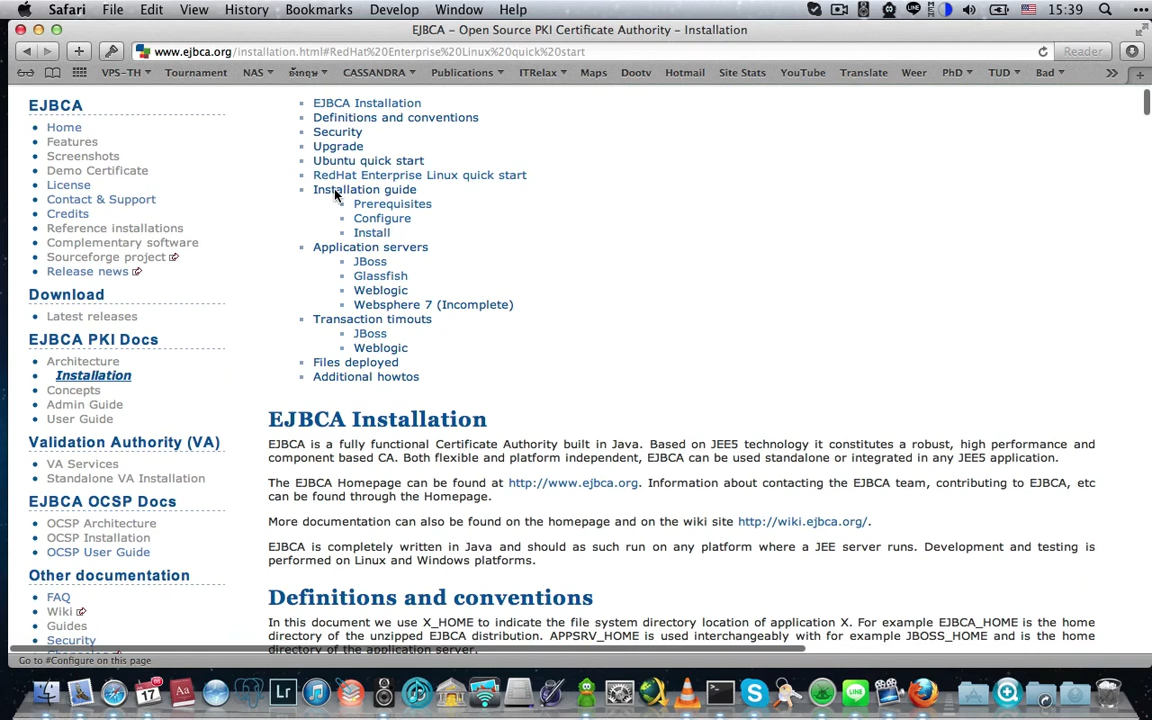 Safari File Edit View History Bookmarks Develop Window Help 15:39
EJBCA – Open Source PKI Certificate Authority – Installation
www.ejbca.org/installation.html#RedHat%20Enterprise%20Linux%20quick%20start Reader
VPS-TH Tournament NAS อังกฤษ CASSANDRA Publications ITRelax Maps Dootv Hotmail Site Stats YouTube Translate Weer PhD TUD Bad
EJBCA
Home
Features
Screenshots
Demo Certificate
License
Contact & Support
Credits
Reference installations
Complementary software
Sourceforge project
Release news
Download
Latest releases
EJBCA PKI Docs
Architecture
Installation
Concepts
Admin Guide
User Guide
Validation Authority (VA)
VA Services
Standalone VA Installation
EJBCA OCSP Docs
OCSP Architecture
OCSP Installation
OCSP User Guide
Other documentation
FAQ
Wiki
Guides
Security
EJBCA Installation
Definitions and conventions
Security
Upgrade
Ubuntu quick start
RedHat Enterprise Linux quick start
Installation guide
Prerequisites
Configure
Install
Application servers
JBoss
Glassfish
Weblogic
Websphere 7 (Incomplete)
Transaction timeouts
JBoss
Weblogic
Files deployed
Additional howtos
EJBCA Installation
EJBCA is a fully functional Certificate Authority built in Java. Based on JEE5 technology it constitutes a robust, high performance and
component based CA. Both flexible and platform independent, EJBCA can be used standalone or integrated in any JEE5 application.
The EJBCA Homepage can be found at http://www.ejbca.org. Information about contacting the EJBCA team, contributing to EJBCA, etc
can be found through the Homepage.
More documentation can also be found on the homepage and on the wiki site http://wiki.ejbca.org/.
EJBCA is completely written in Java and should as such run on any platform where a JEE server runs. Development and testing is
performed on Linux and Windows platforms.
Definitions and conventions
In this document we use X_HOME to indicate the file system directory location of application X. For example EJBCA_HOME is the home
directory of the unzipped EJBCA distribution. APPSRV_HOME is used interchangeably with for example JBOSS_HOME and is the home
directory of the application server.
Go to #Configure on this page
17 Aa Lr LINE